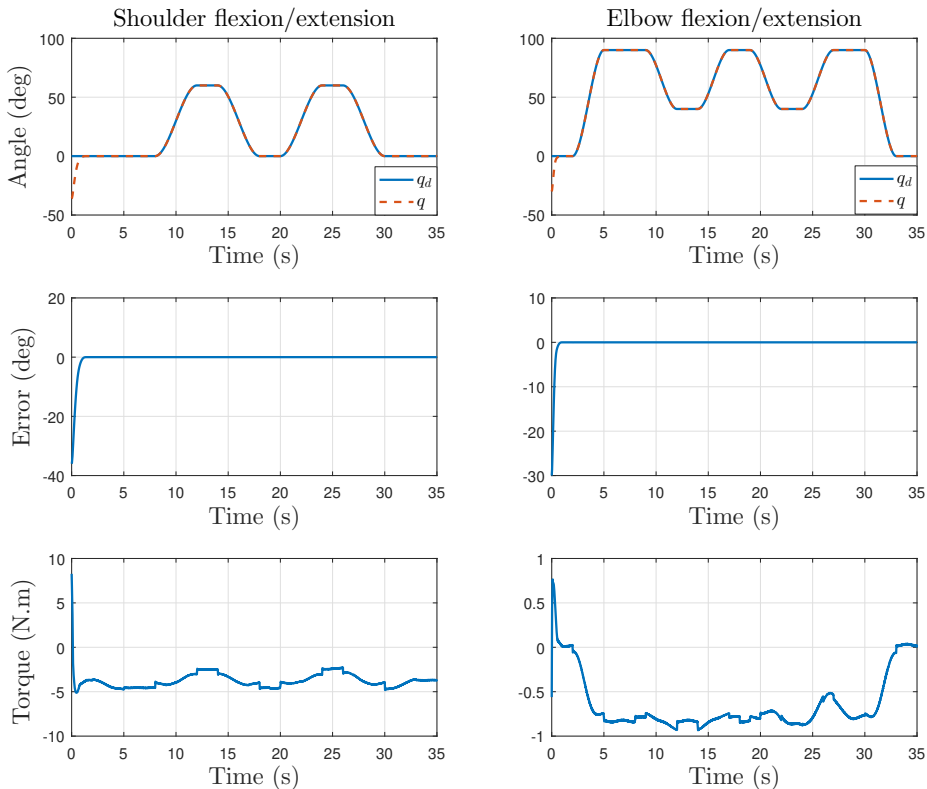 Shoulder flexion/extension
Elbow flexion/extension
Angle (deg)
100
50
0
-50
q_d
q
0 5 10 15 20 25 30 35
Time (s)
100
50
0
-50
q_d
q
0 5 10 15 20 25 30 35
Time (s)
Error (deg)
20
0
-20
-40
0 5 10 15 20 25 30 35
Time (s)
10
0
-10
-20
-30
0 5 10 15 20 25 30 35
Time (s)
Torque (N.m)
10
5
0
-5
-10
0 5 10 15 20 25 30 35
Time (s)
1
0.5
0
-0.5
-1
0 5 10 15 20 25 30 35
Time (s)